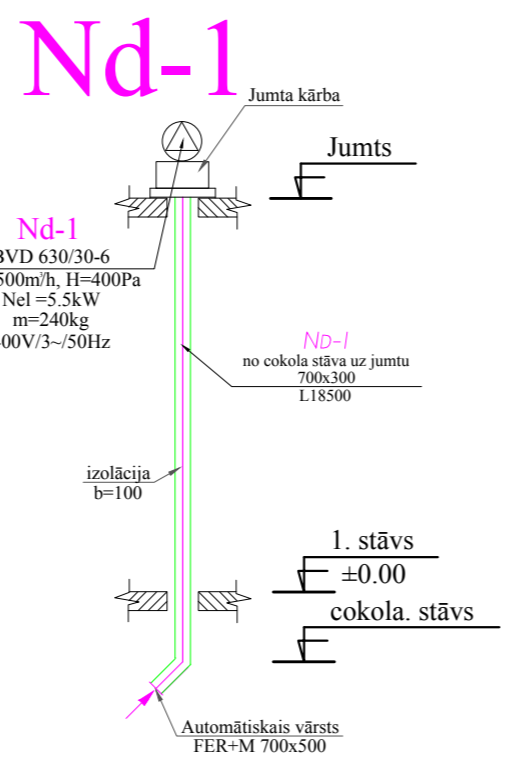 Nd-1
Jumta kārba
Jumts
Nd-1
BVD 630/30-6
500m³/h, H=400Pa
Nel =5.5kW
m=240kg
00V/3~/50Hz
ND-1
no cokola stāva uz jumtu
700x300
L18500
izolācija
b=100
1. stāvs
±0.00
cokola. stāvs
Automātiskais vārsts
FER+M 700x500